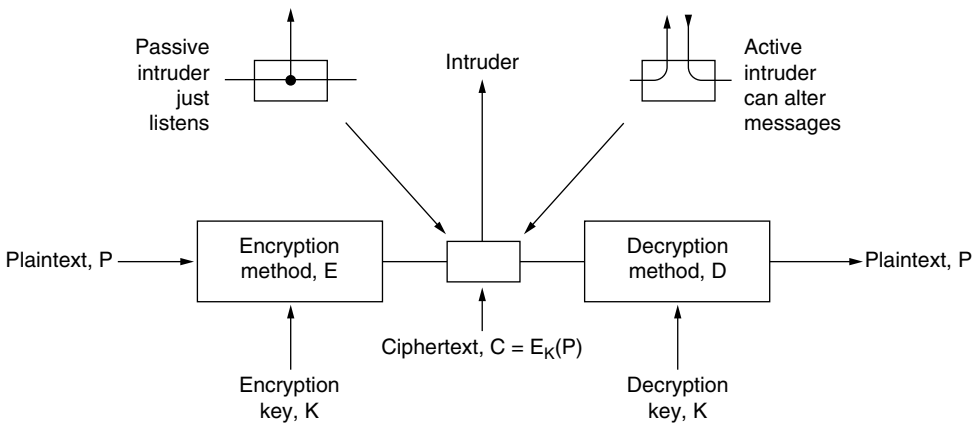 Passive
intruder
just
listens
Intruder
Active
intruder
can alter
messages
Plaintext, P
Encryption
method, E
Decryption
method, D
Plaintext, P
Ciphertext, C = E_K(P)
Encryption
key, K
Decryption
key, K